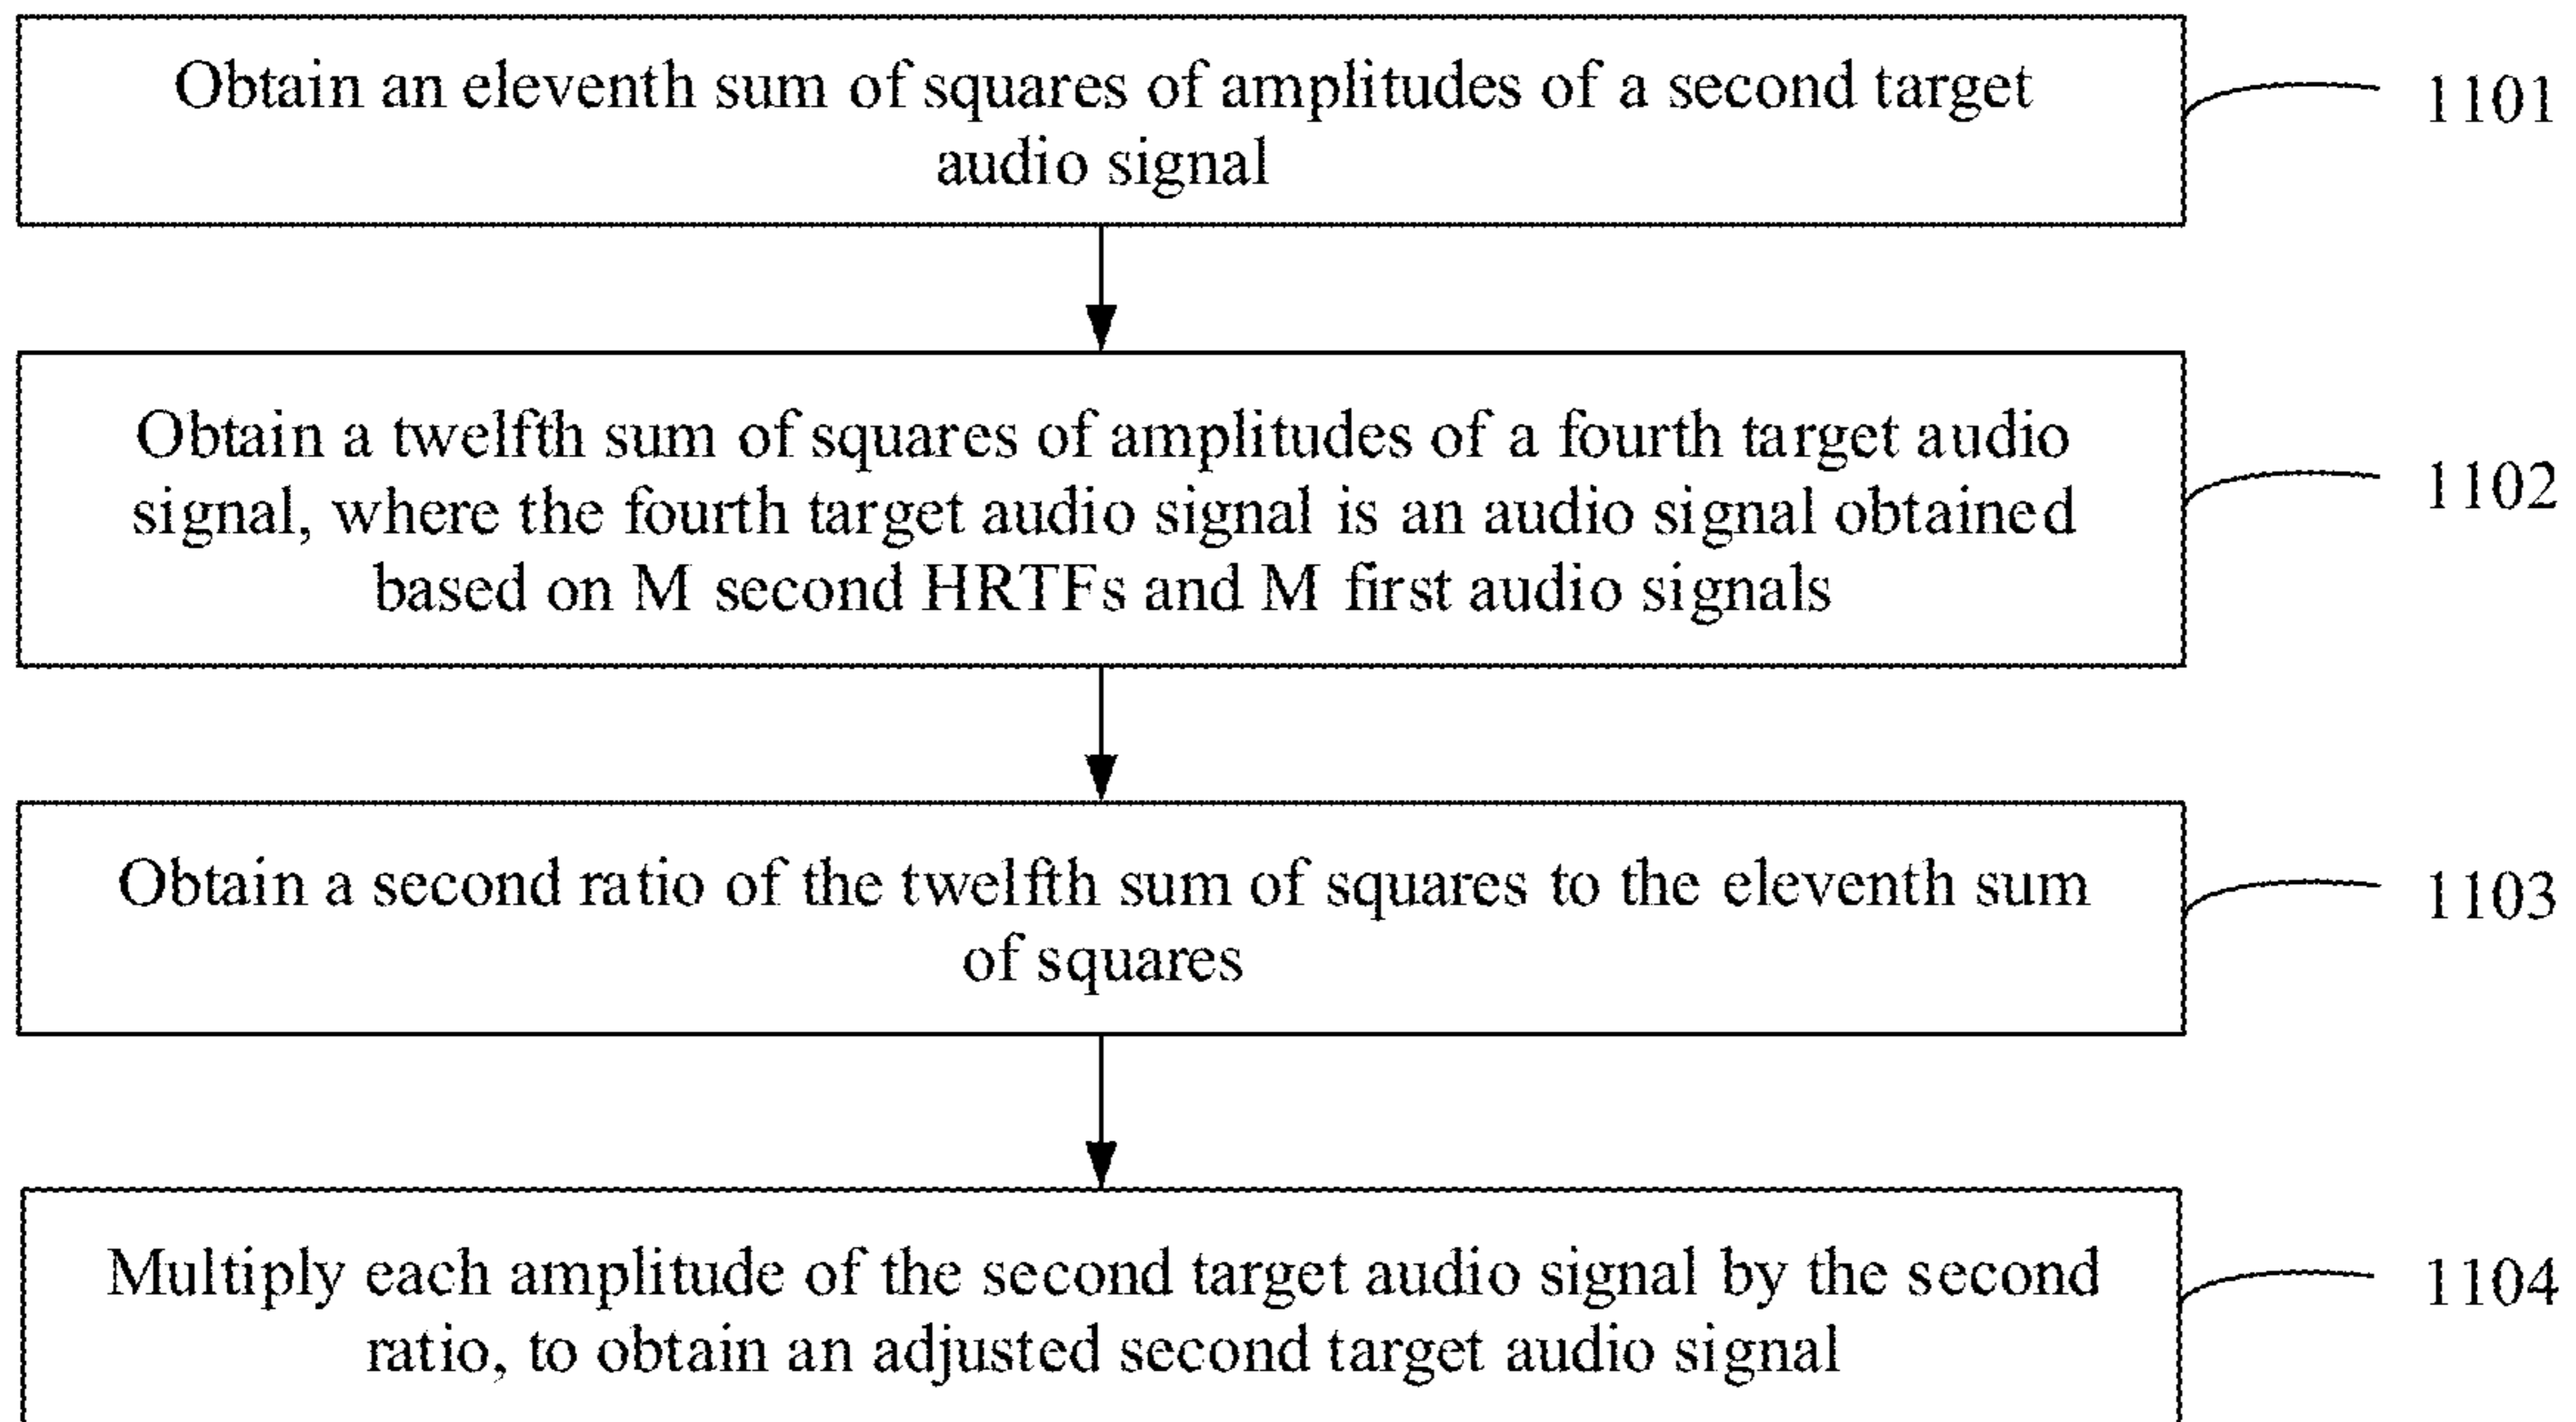 Obtain an eleventh sum of squares of amplitudes of a second target
audio signal
1101
Obtain a twelfth sum of squares of amplitudes of a fourth target audio
signal, where the fourth target audio signal is an audio signal obtained
based on M second HRTFs and M first audio signals
1102
Obtain a second ratio of the twelfth sum of squares to the eleventh sum
of squares
1103
Multiply each amplitude of the second target audio signal by the second
ratio, to obtain an adjusted second target audio signal
1104